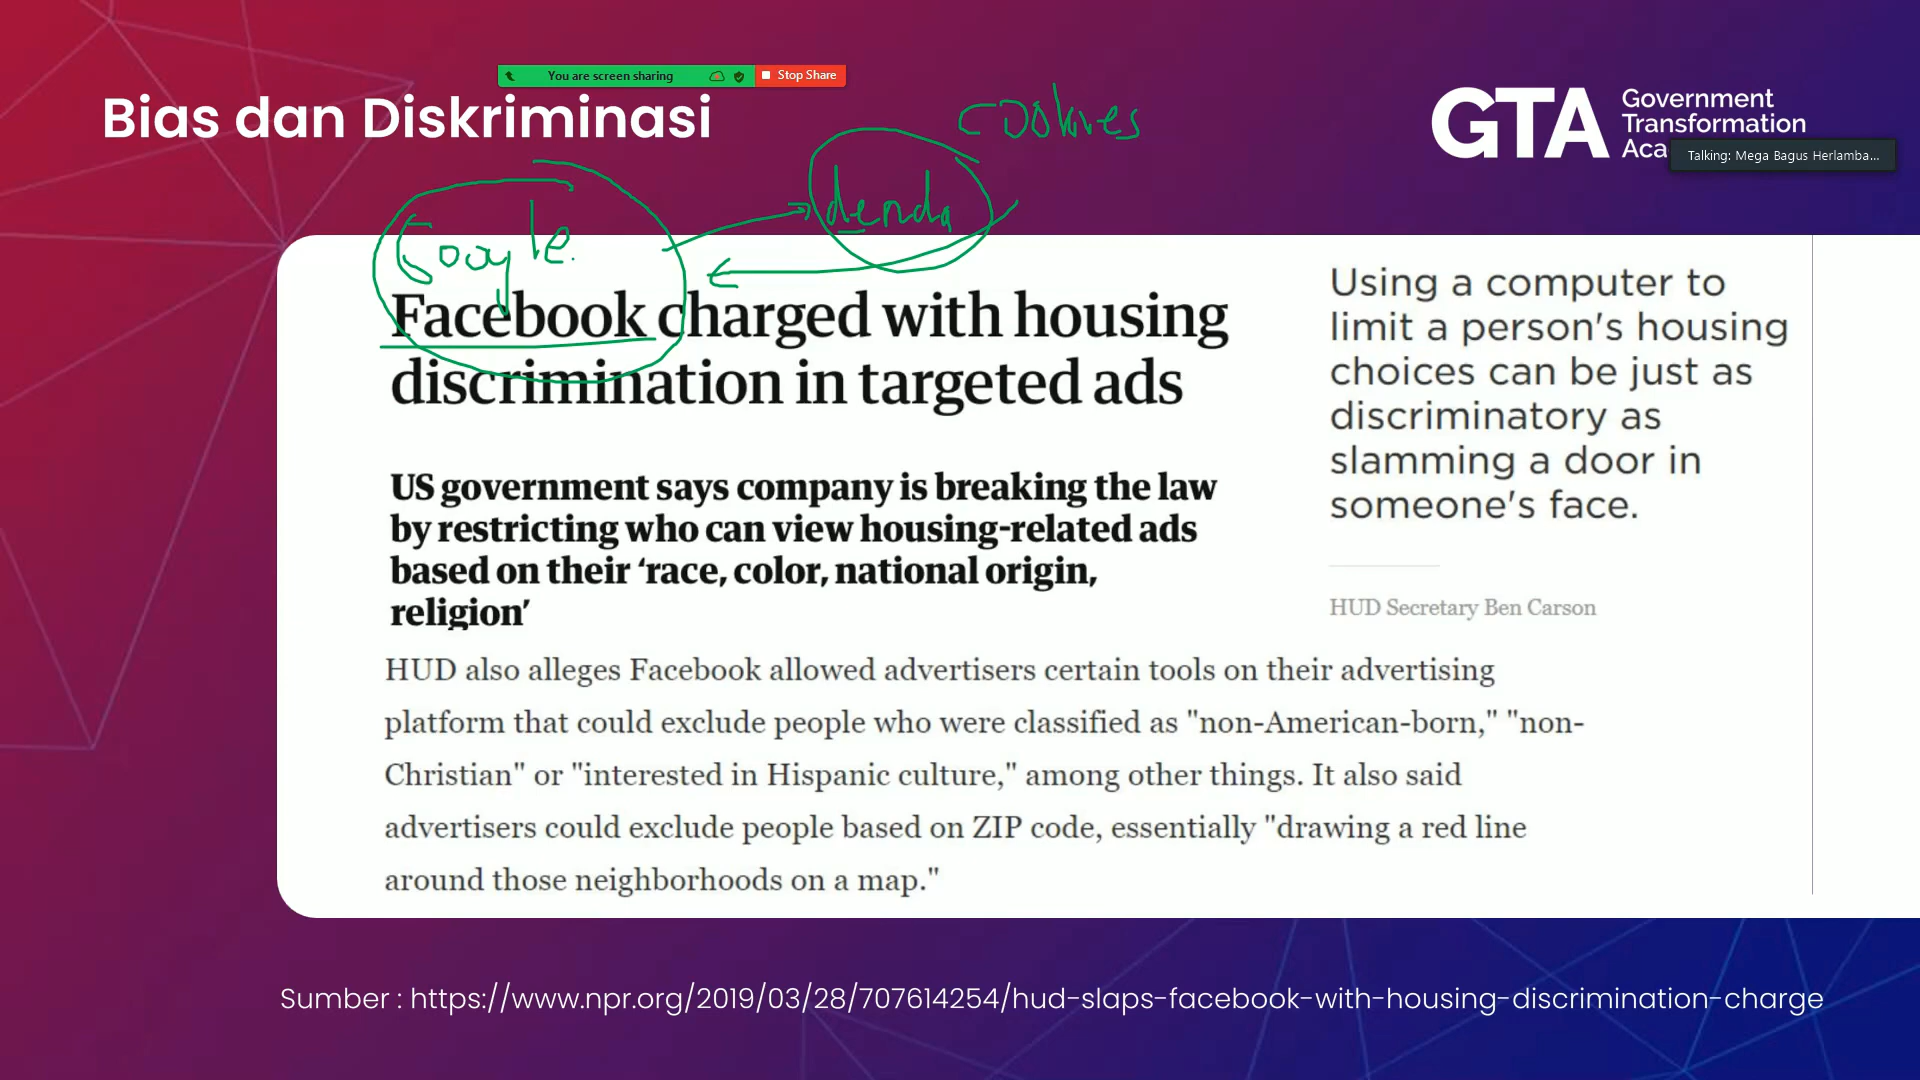 You are screen sharing
Stop Share
Bias dan Diskriminasi
cookies
GTA
Government
Transformation
Aca
Talking: Mega Bagus Herlamba...
denda
Google
Facebook charged with housing
discrimination in targeted ads
US government says company is breaking the law
by restricting who can view housing-related ads
based on their ‘race, color, national origin,
religion’
Using a computer to
limit a person's housing
choices can be just as
discriminatory as
slamming a door in
someone's face.
HUD Secretary Ben Carson
HUD also alleges Facebook allowed advertisers certain tools on their advertising
platform that could exclude people who were classified as "non-American-born," "non-
Christian" or "interested in Hispanic culture," among other things. It also said
advertisers could exclude people based on ZIP code, essentially "drawing a red line
around those neighborhoods on a map."
Sumber : https://www.npr.org/2019/03/28/707614254/hud-slaps-facebook-with-housing-discrimination-charge